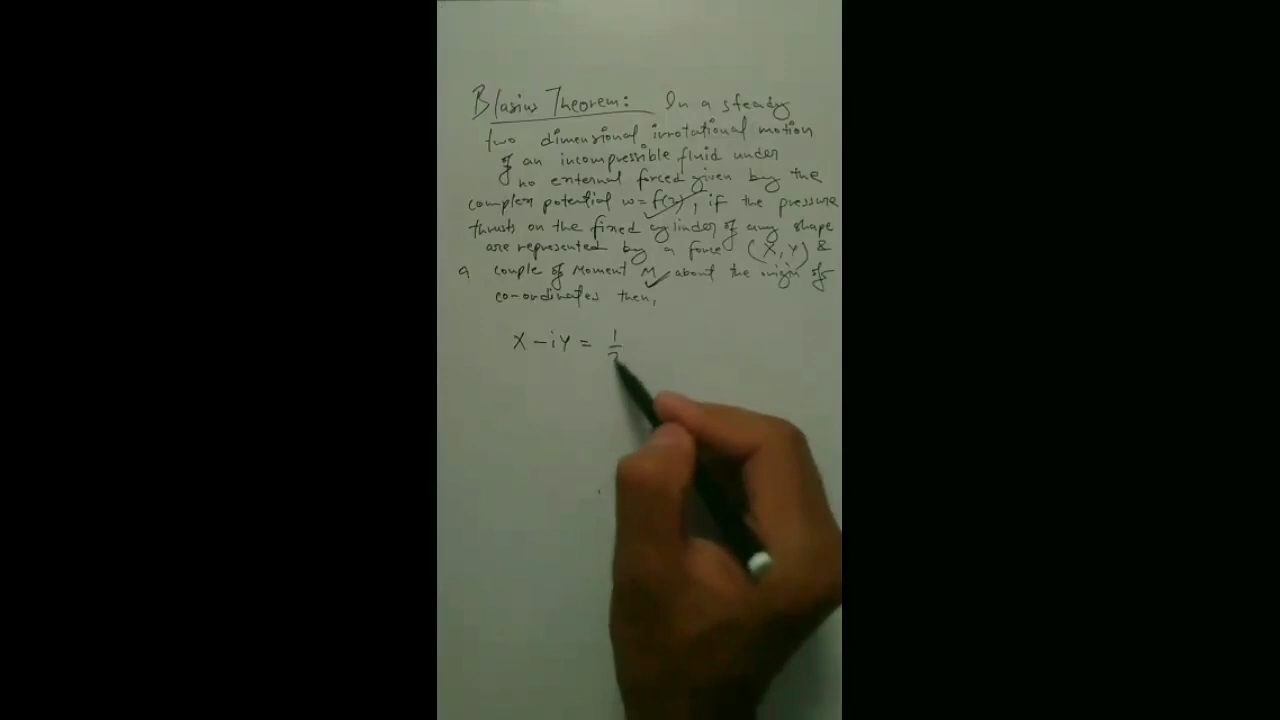 Blasius Theorem: In a steady
two dimensional irrotational motion
of an incompressible fluid under
no external forced given by the
complex potential w = f(z), if the pressure
thrusts on the fixed cylinder of any shape
are represented by a force (X, Y) &
a couple of Moment M about the origin of
co-ordinates then,
X - iY = 1/2